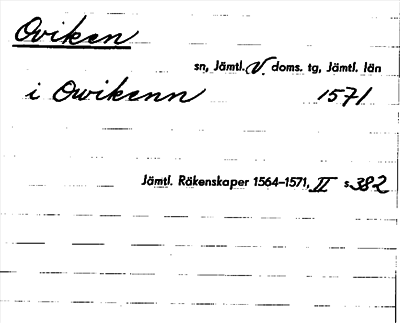 Oviken
sn, Jämtl. V. doms. tg, Jämtl. län
i Owikenn 1571
Jämtl. Räkenskaper 1564–1571, II s. 382